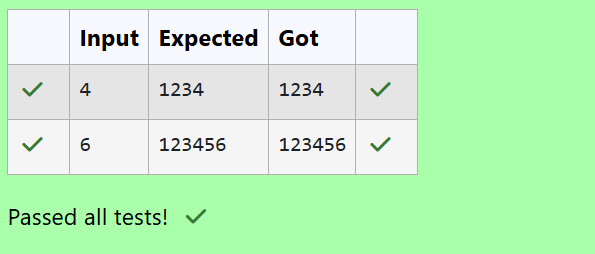 Input Expected Got
4 1234 1234
6 123456 123456
Passed all tests!